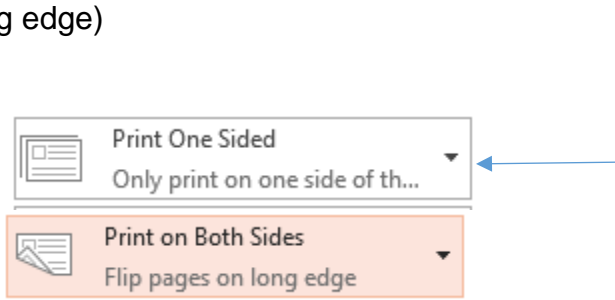 g edge)
Print One Sided
Only print on one side of th...
Print on Both Sides
Flip pages on long edge